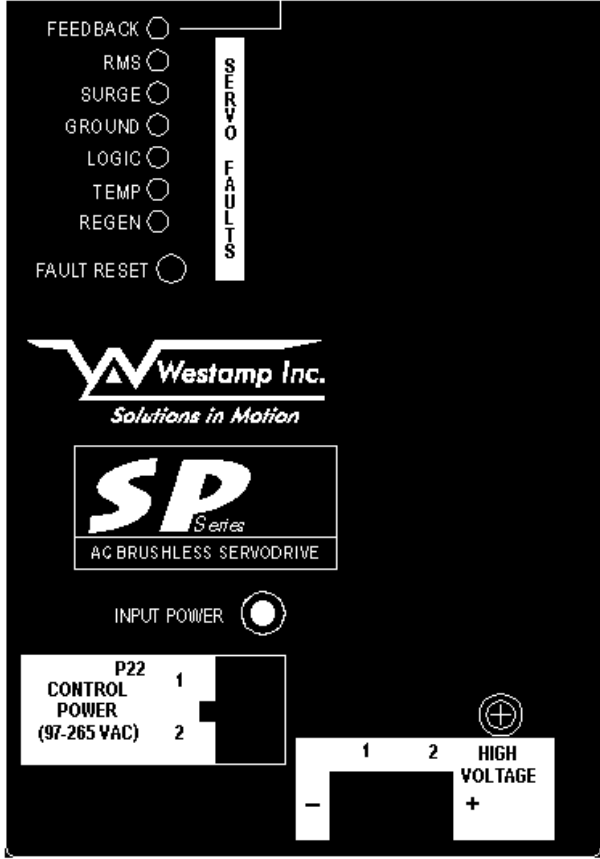 FEEDBACK
RMS
SURGE
GROUND
LOGIC
TEMP
REGEN
FAULT RESET
SERVO FAULTS
Westamp Inc.
Solutions in Motion
SP
Series
AC BRUSHLESS SERVODRIVE
INPUT POWER
P22
CONTROL
POWER
(97-265 VAC)
1
2
1 2 HIGH
VOLTAGE
– +